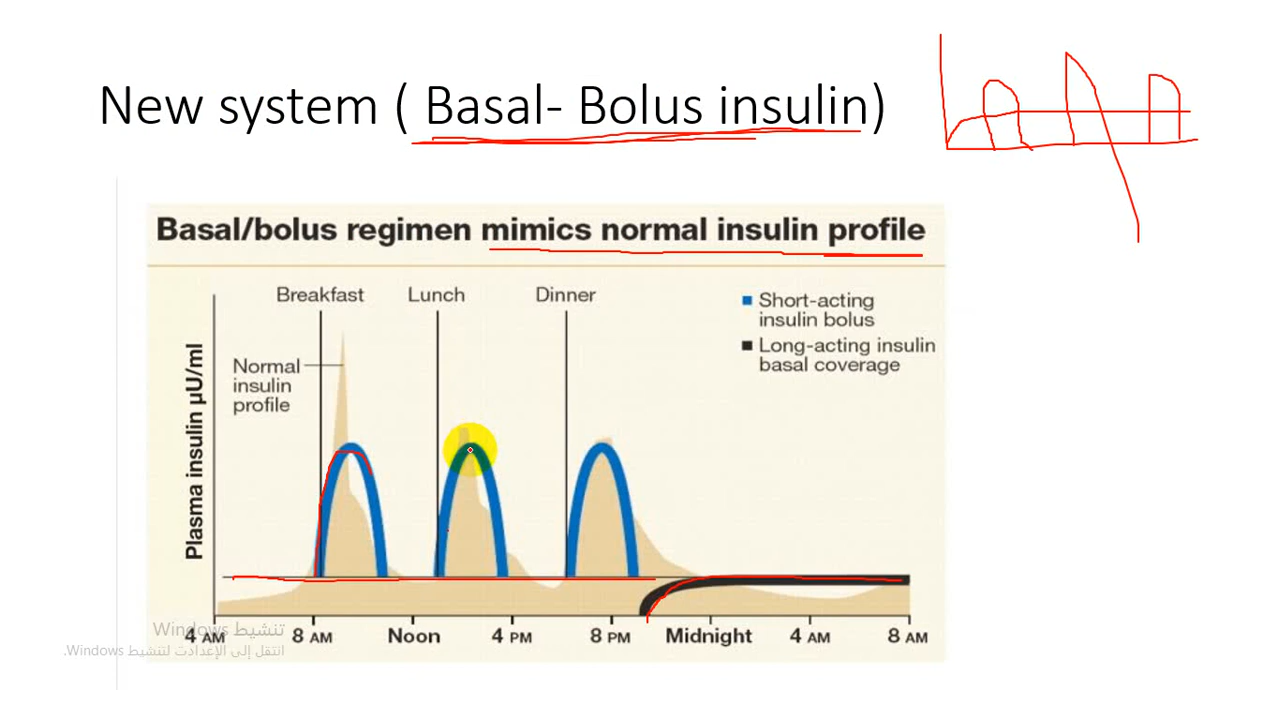 New system ( Basal- Bolus insulin)
Basal/bolus regimen mimics normal insulin profile
Breakfast Lunch Dinner
Short-acting
insulin bolus
Long-acting insulin
basal coverage
Normal
insulin
profile
Plasma insulin µU/ml
4 AM 8 AM Noon 4 PM 8 PM Midnight 4 AM 8 AM
تنشيط Windows
انتقل إلى الإعدادت لتنشيط Windows.